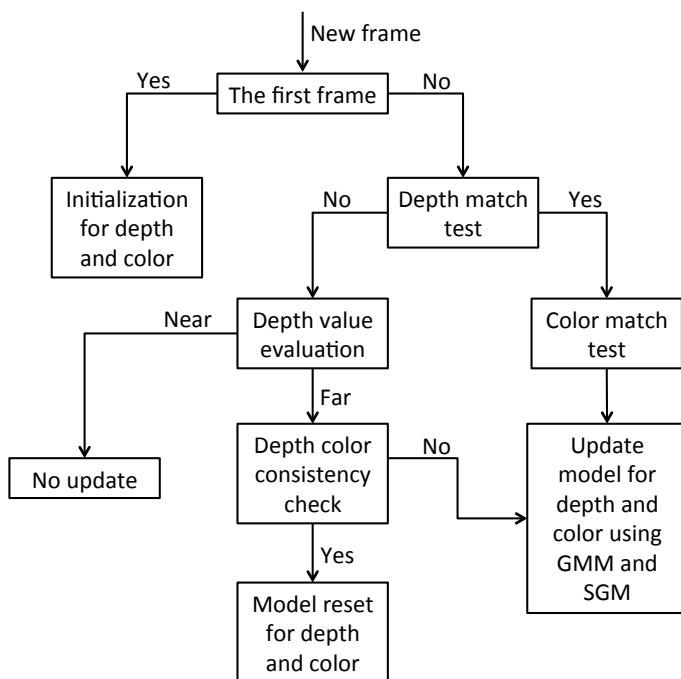 New frame
Yes
The first frame
No
Initialization
for depth
and color
No
Depth match
test
Yes
Near
Depth value
evaluation
Color match
test
Far
No update
Depth color
consistency
check
No
Update
model for
depth and
color using
GMM and
SGM
Yes
Model reset
for depth
and color